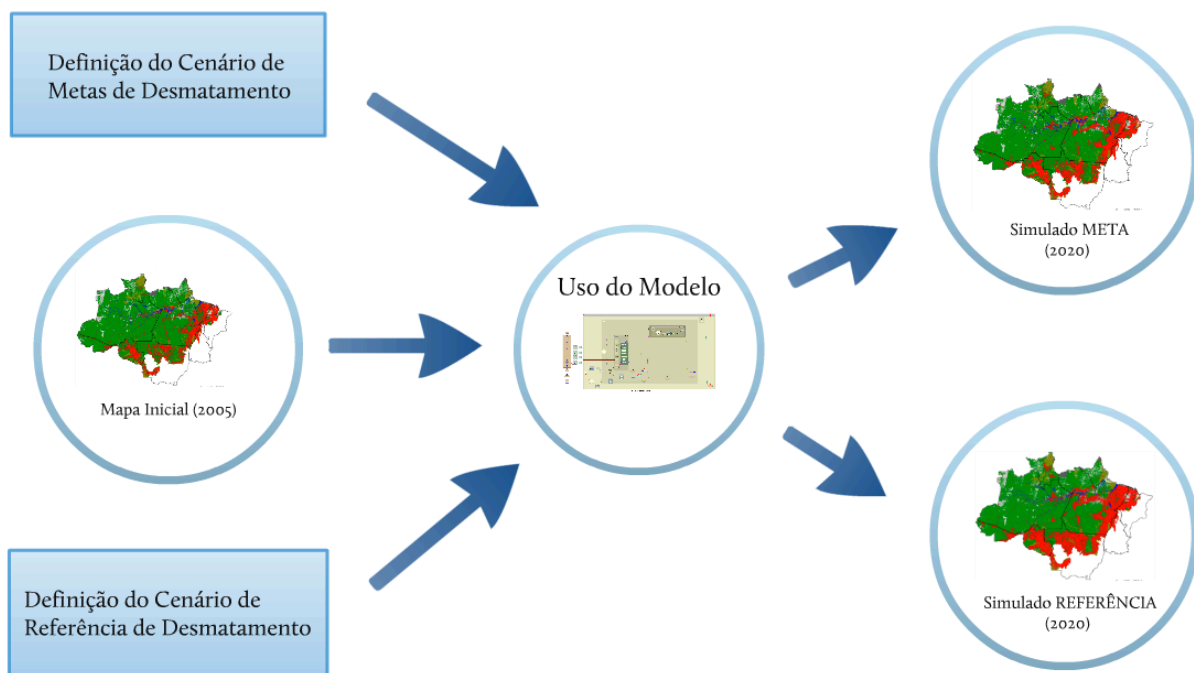 Definição do Cenário de
Metas de Desmatamento
Mapa Inicial (2005)
Definição do Cenário de
Referência de Desmatamento
Uso do Modelo
Simulado META
(2020)
Simulado REFERÊNCIA
(2020)